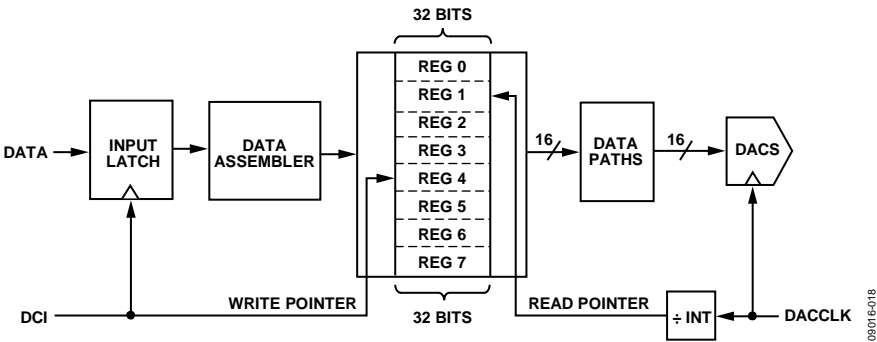 32 BITS
REG 0
REG 1
REG 2
REG 3
REG 4
REG 5
REG 6
REG 7
DATA
INPUT
LATCH
DATA
ASSEMBLER
16
DATA
PATHS
16
DACS
WRITE POINTER
READ POINTER
DCI
32 BITS
÷ INT
DACCLK
09016-018